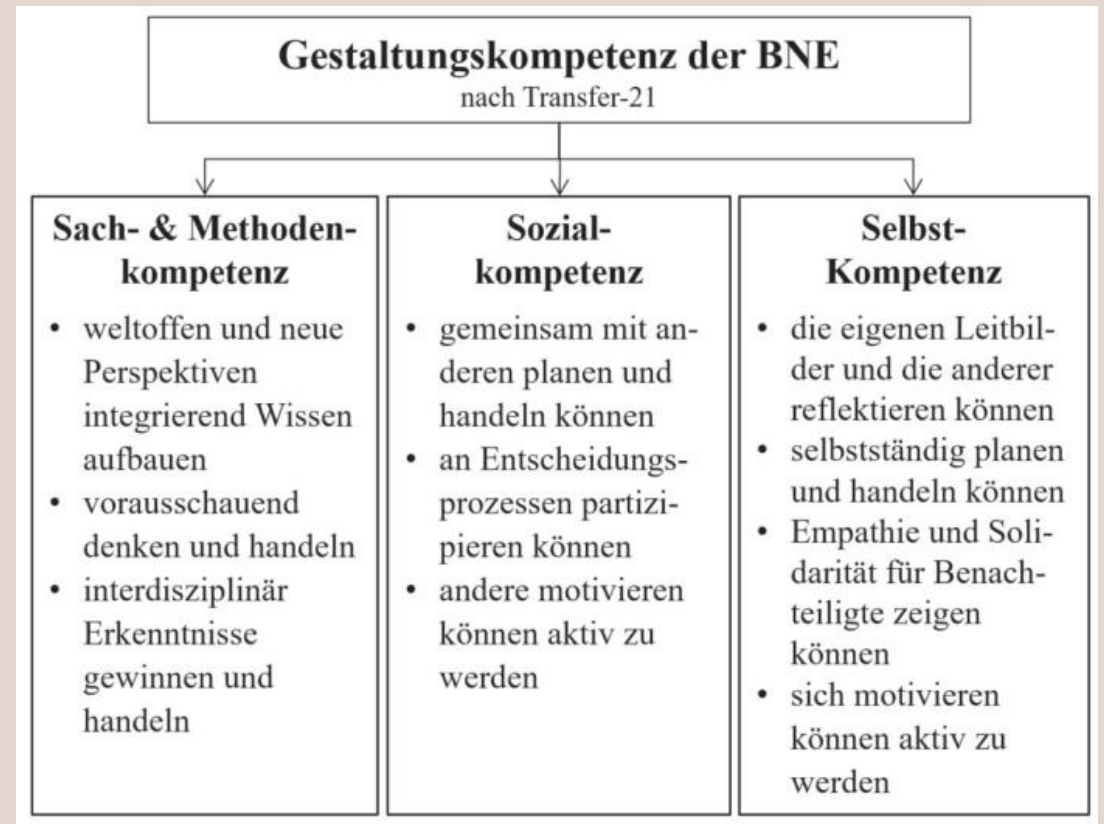 Gestaltungskompetenz der BNE
nach Transfer-21
Sach- & Methoden-
kompetenz
• weltoffen und neue
Perspektiven
integrierend Wissen
aufbauen
• vorausschauend
denken und handeln
• interdisziplinär
Erkenntnisse
gewinnen und
handeln
Sozial-
kompetenz
• gemeinsam mit an-
deren planen und
handeln können
• an Entscheidungs-
prozessen partizi-
pieren können
• andere motivieren
können aktiv zu
werden
Selbst-
Kompetenz
• die eigenen Leitbil-
der und die anderer
reflektieren können
• selbstständig planen
und handeln können
• Empathie und Soli-
darität für Benach-
teiligte zeigen
können
• sich motivieren
können aktiv zu
werden